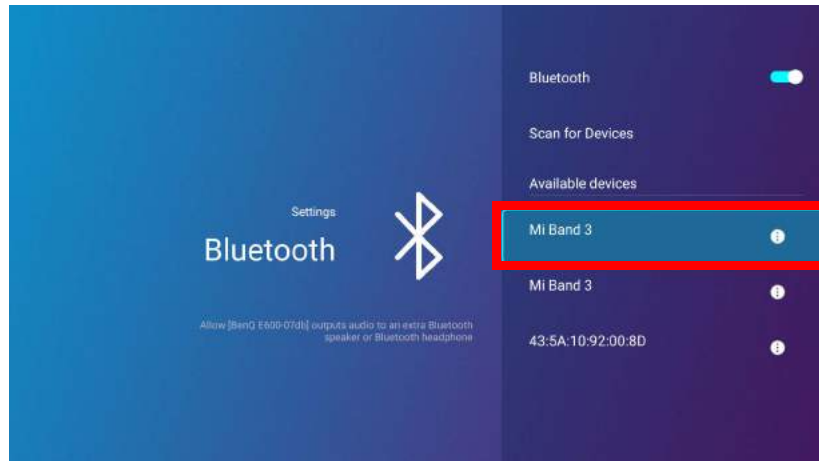 Settings
Bluetooth
Allow [BenQ E600-07db] outputs audio to an extra Bluetooth
speaker or Bluetooth headphone
Bluetooth
Scan for Devices
Available devices
Mi Band 3
Mi Band 3
43:5A:10:92:00:8D